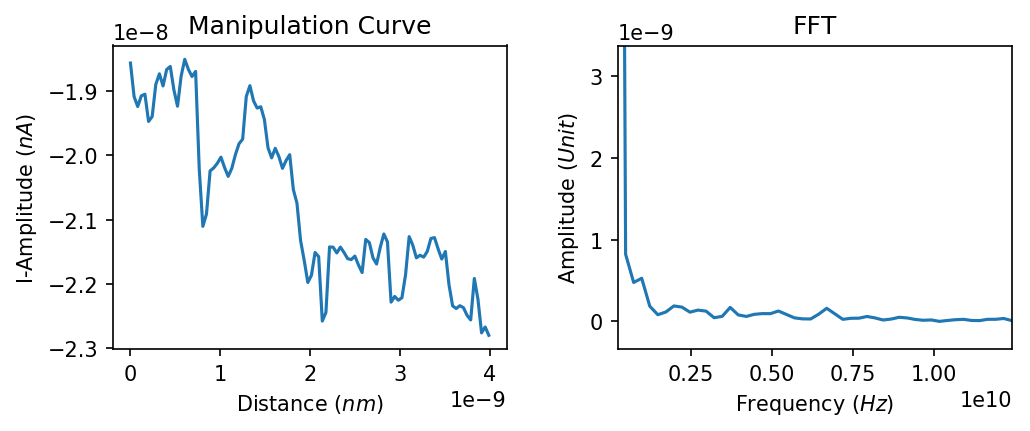 Manipulation Curve
1e−8
−1.9
−2.0
−2.1
−2.2
−2.3
I-Amplitude (nA)
0
1
2
3
4
1e−9
Distance (nm)
FFT
1e−9
3
2
1
0
Amplitude (Unit)
0.25
0.50
0.75
1.00
1e10
Frequency (Hz)